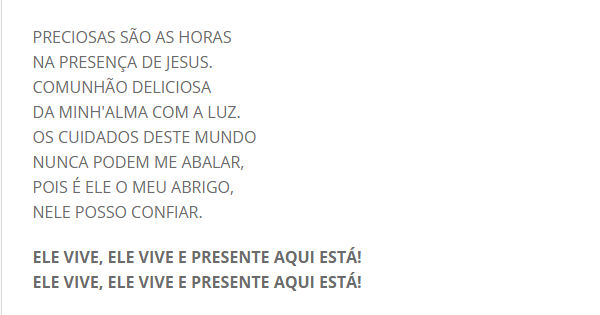 PRECIOSAS SÃO AS HORAS
NA PRESENÇA DE JESUS.
COMUNHÃO DELICIOSA
DA MINH'ALMA COM A LUZ.
OS CUIDADOS DESTE MUNDO
NUNCA PODEM ME ABALAR,
POIS É ELE O MEU ABRIGO,
NELE POSSO CONFIAR.
ELE VIVE, ELE VIVE E PRESENTE AQUI ESTÁ!
ELE VIVE, ELE VIVE E PRESENTE AQUI ESTÁ!